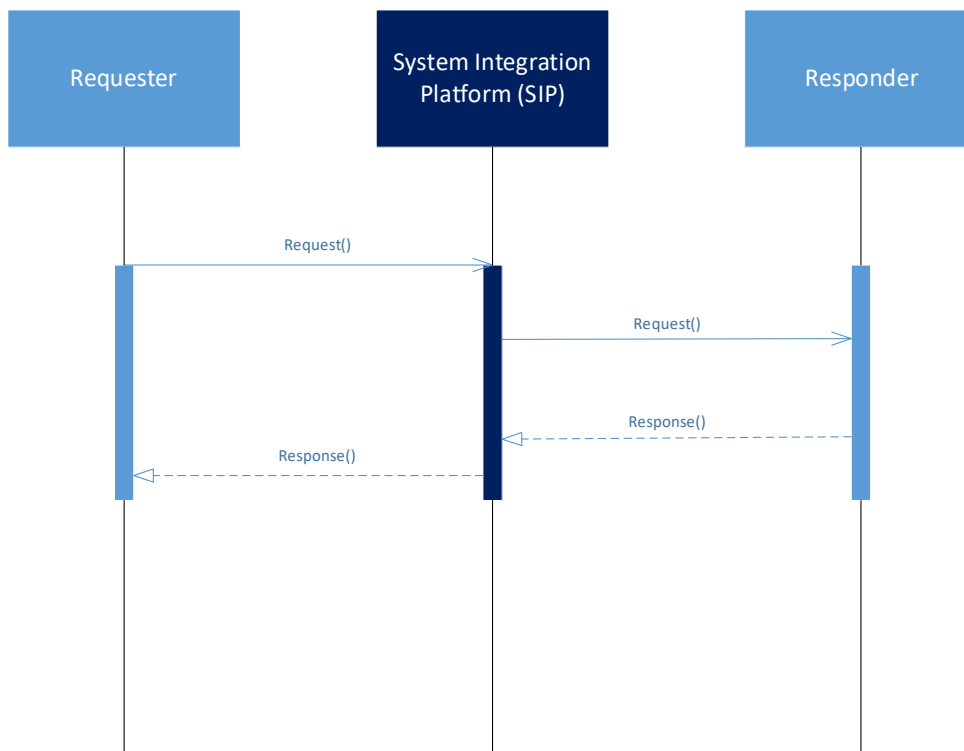 Requester
System Integration
Platform (SIP)
Responder
Request()
Request()
Response()
Response()